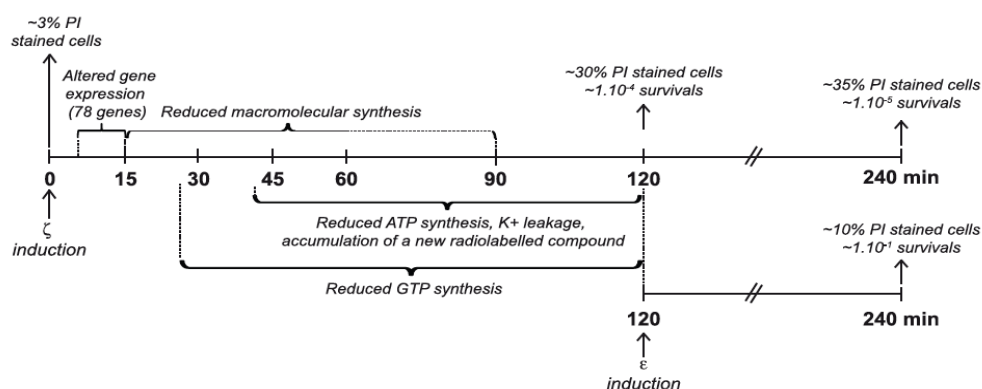 ~3% PI
stained cells
Altered gene
expression
(78 genes)
Reduced macromolecular synthesis
~30% PI stained cells
~1.10⁻⁴ survivals
~35% PI stained cells
~1.10⁻⁵ survivals
0 15 30 45 60 90 120 240 min
ζ
induction
Reduced ATP synthesis, K+ leakage,
accumulation of a new radiolabelled compound
Reduced GTP synthesis
~10% PI stained cells
~1.10⁻¹ survivals
120 240 min
ε
induction